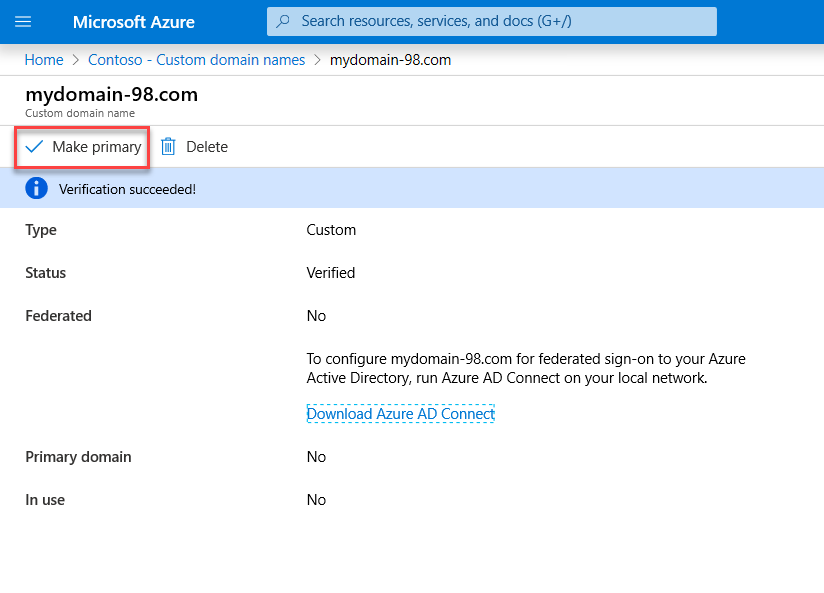 Microsoft Azure
Search resources, services, and docs (G+/)
Home > Contoso - Custom domain names > mydomain-98.com
mydomain-98.com
Custom domain name
Make primary
Delete
Verification succeeded!
Type
Custom
Status
Verified
Federated
No
To configure mydomain-98.com for federated sign-on to your Azure
Active Directory, run Azure AD Connect on your local network.
Download Azure AD Connect
Primary domain
No
In use
No